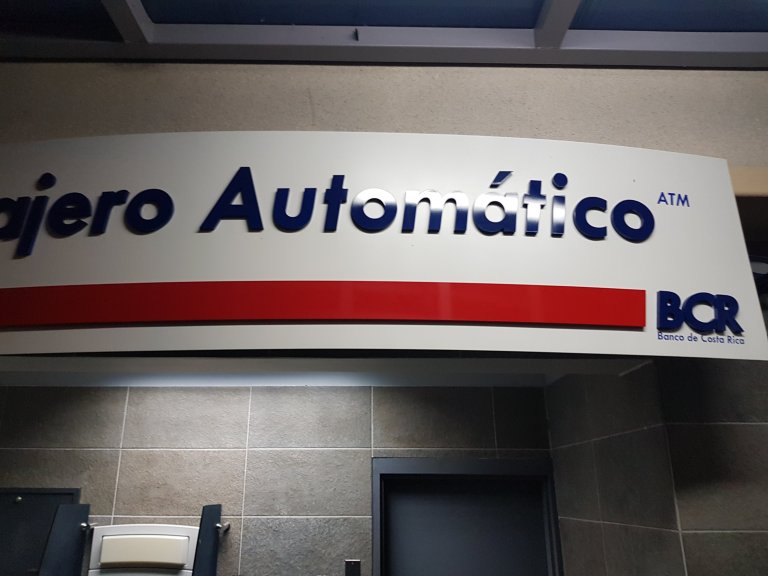 ajero Automático ATM
BCR
Banco de Costa Rica